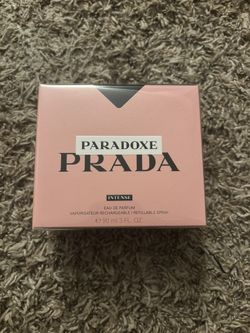 PARADOXE
PRADA
INTENSE
EAU DE PARFUM
VAPORISATEUR RECHARGEABLE | REFILLABLE SPRAY
℮ 90 ml 3 FL. OZ